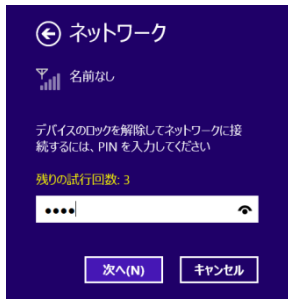 ネットワーク
名前なし
デバイスのロックを解除してネットワークに接
続するには、PIN を入力してください
残りの試行回数: 3
••••
次へ(N)
キャンセル